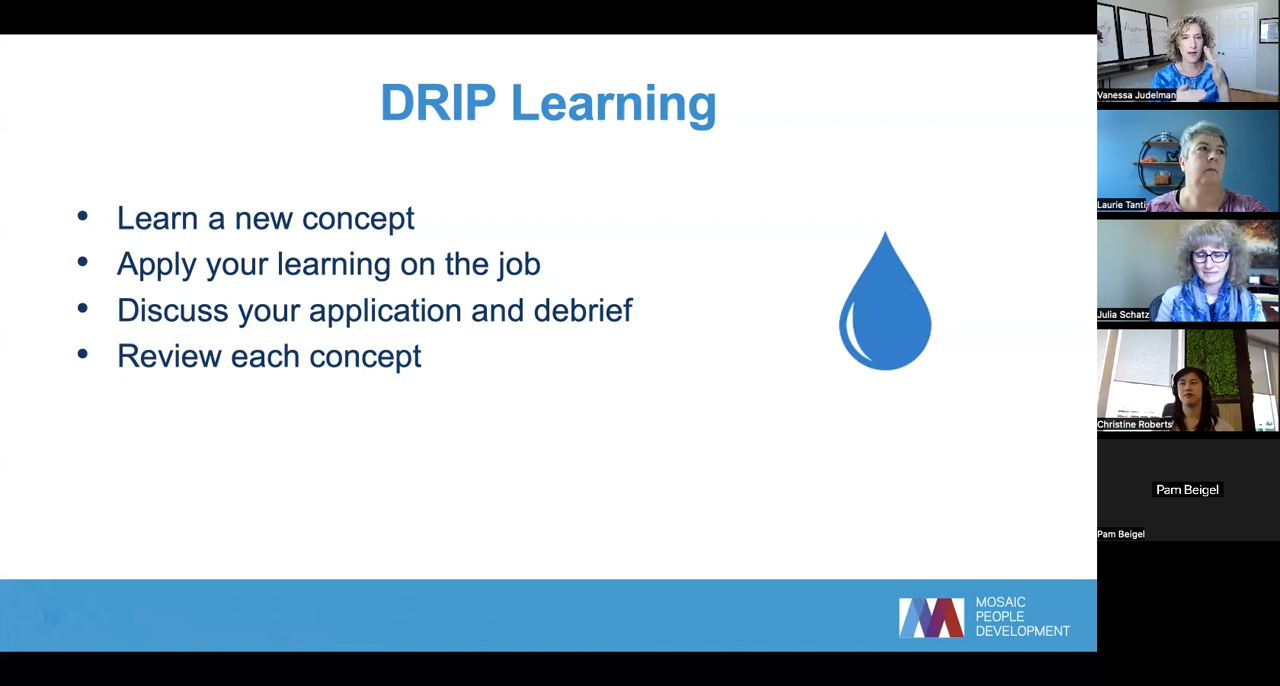 DRIP Learning
• Learn a new concept
• Apply your learning on the job
• Discuss your application and debrief
• Review each concept
MOSAIC
PEOPLE
DEVELOPMENT
Vanessa Judelman
Laurie Tanti
Julia Schatz
Christine Roberts
Pam Beigel
Pam Beigel